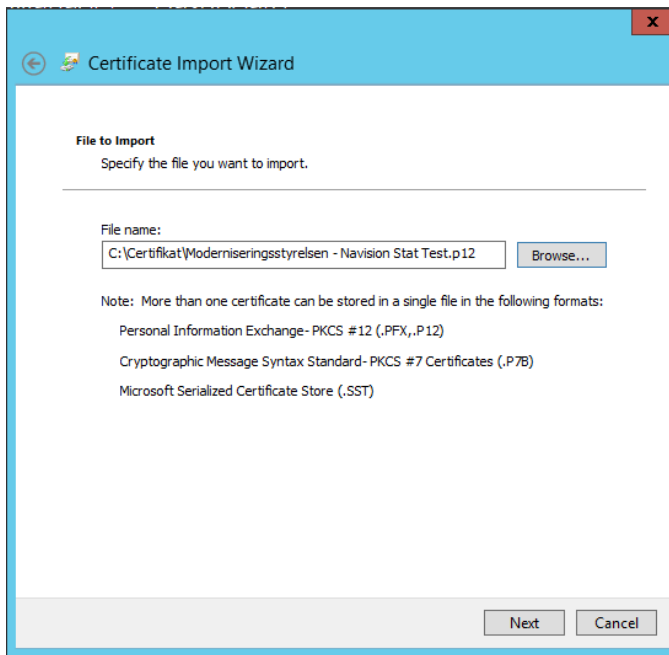 Certificate Import Wizard
File to Import
Specify the file you want to import.
File name:
C:\Certifikat\Moderniseringsstyrelsen - Navision Stat Test.p12
Browse...
Note: More than one certificate can be stored in a single file in the following formats:
Personal Information Exchange- PKCS #12 (.PFX,.P12)
Cryptographic Message Syntax Standard- PKCS #7 Certificates (.P7B)
Microsoft Serialized Certificate Store (.SST)
Next
Cancel